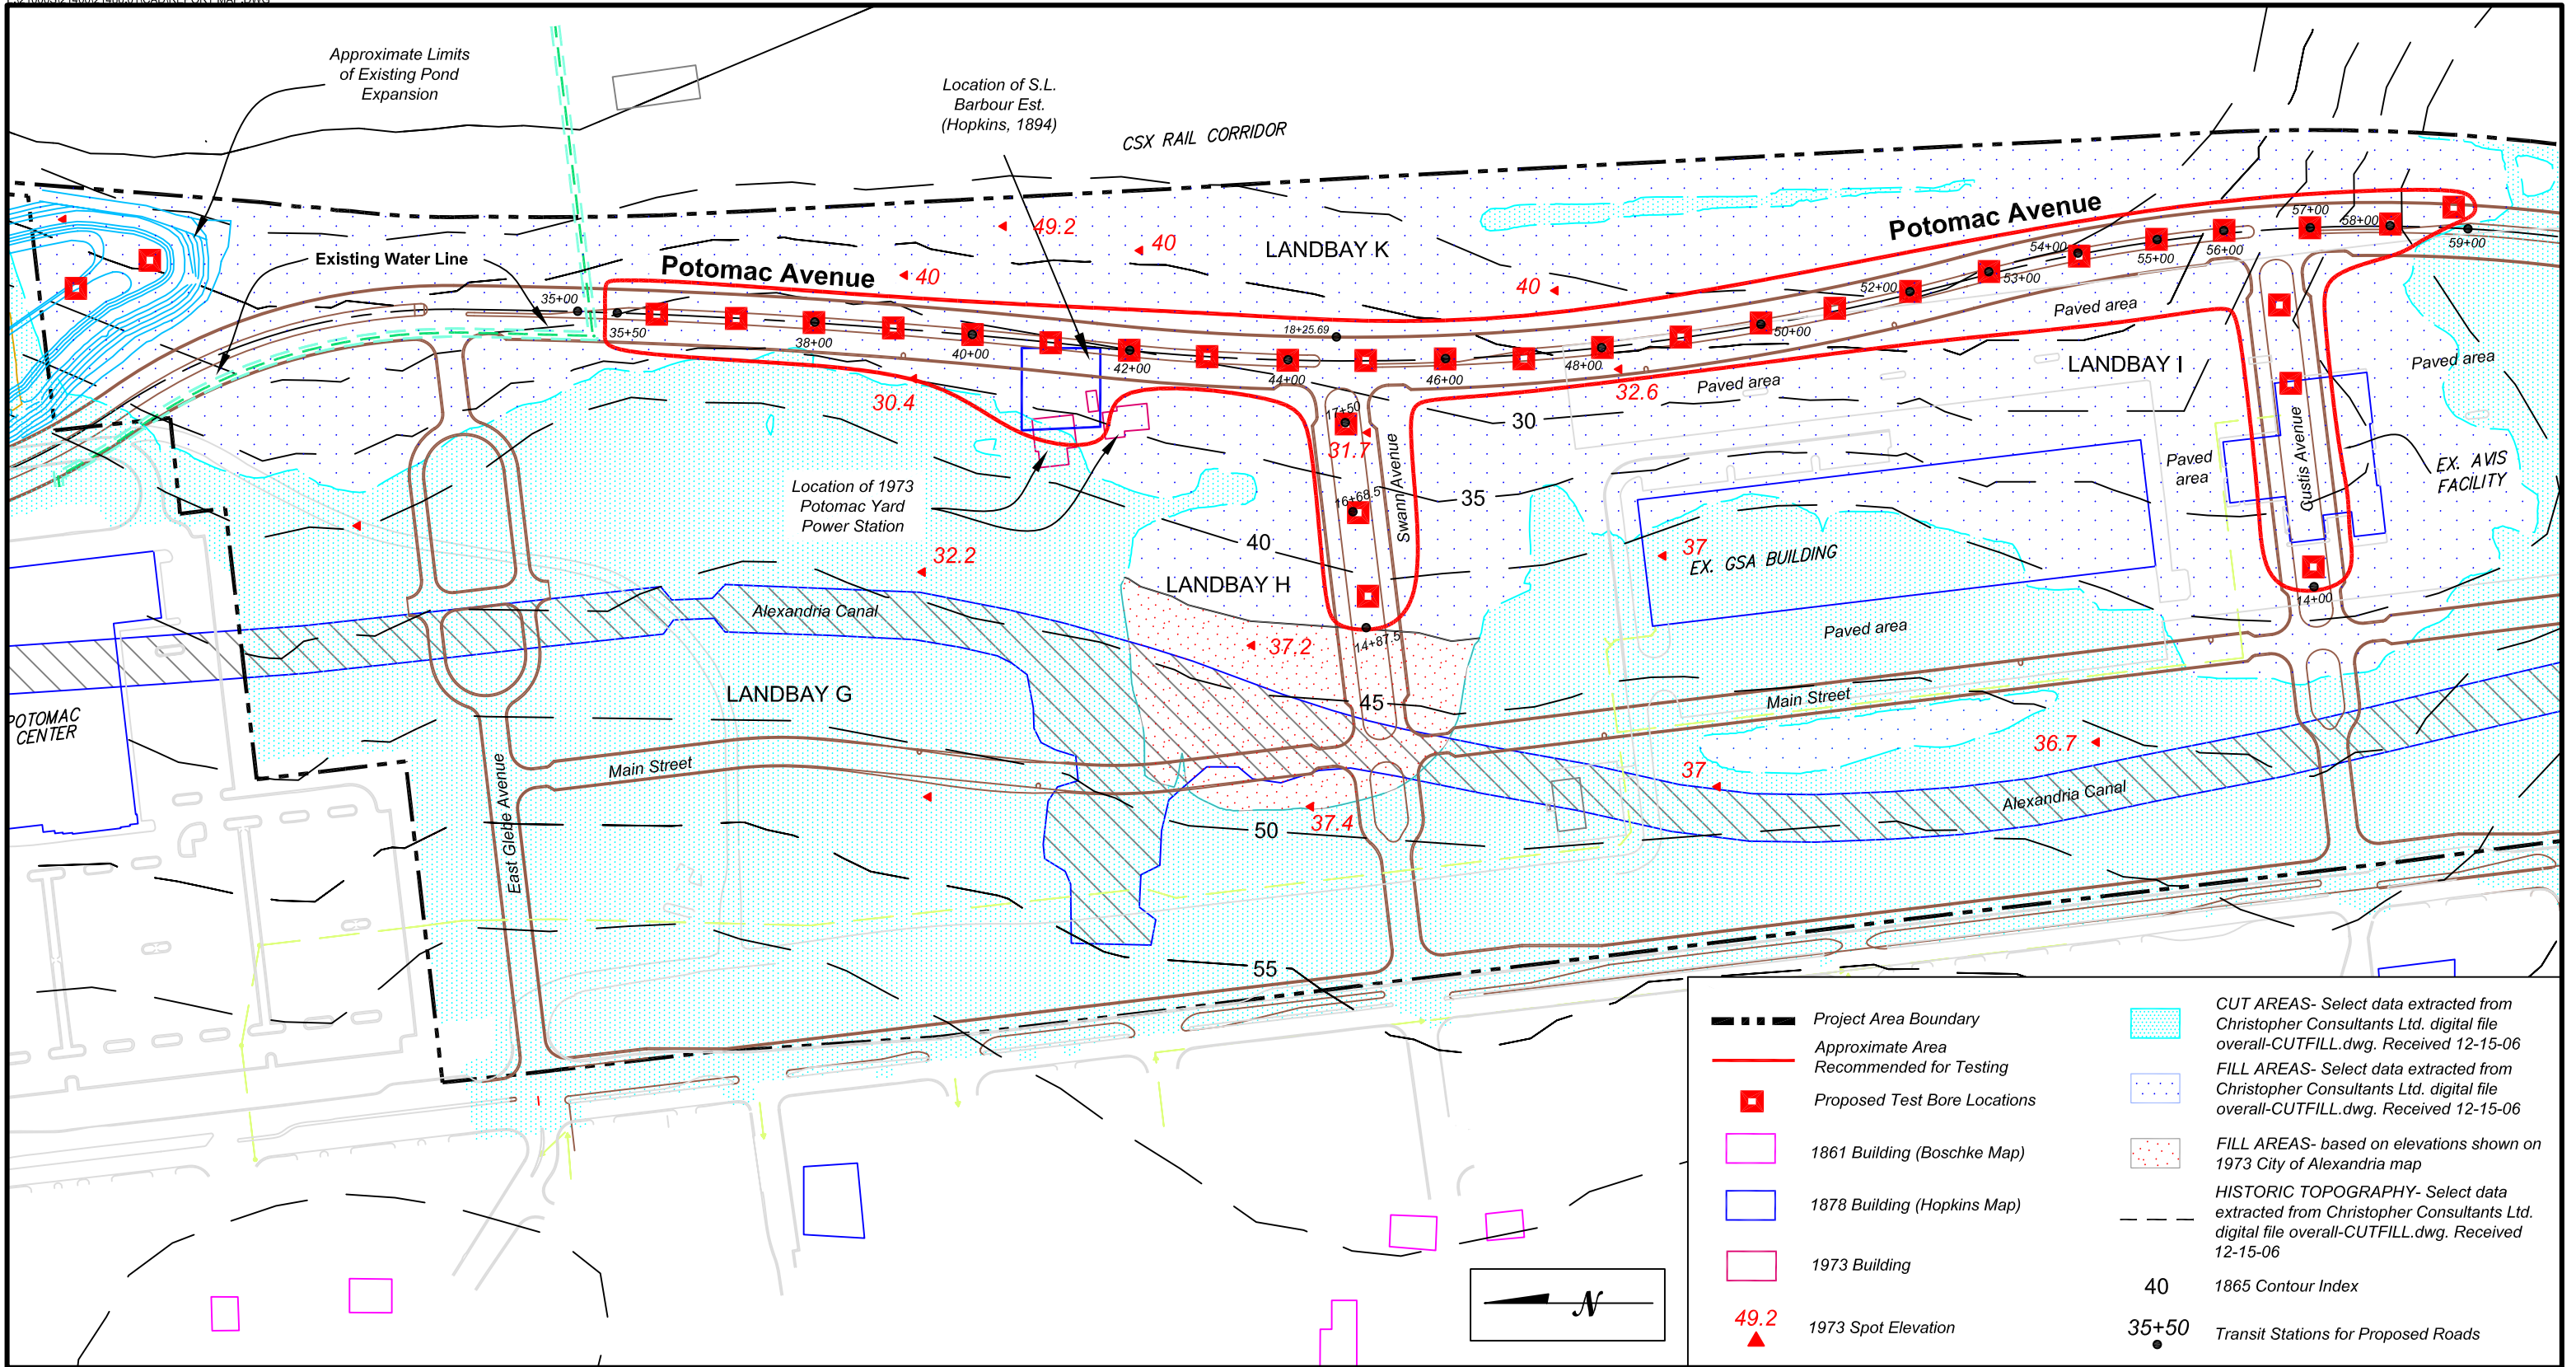 Approximate Limits
of Existing Pond
Expansion
Location of S.L.
Barbour Est.
(Hopkins, 1894)
CSX RAIL CORRIDOR
Existing Water Line
Potomac Avenue
LANDBAY K
Potomac Avenue
49.2
40
40
40
35+00
35+50
38+00
40+00
42+00
44+00
18+25.69
46+00
48+00
50+00
52+00
53+00
54+00
55+00
56+00
57+00
58+00
59+00
Paved area
Paved area
Paved area
LANDBAY I
30.4
32.6
30
17+50
31.7
Swann Avenue
16+68.5
35
40
Location of 1973
Potomac Yard
Power Station
32.2
LANDBAY H
37
EX. GSA BUILDING
Paved
area
Custis Avenue
EX. AVIS
FACILITY
14+00
Alexandria Canal
37.2
14+87.5
Paved area
LANDBAY G
45
Main Street
POTOMAC
CENTER
Main Street
East Glebe Avenue
37
36.7
Alexandria Canal
37.4
50
55
N
Project Area Boundary
Approximate Area
Recommended for Testing
Proposed Test Bore Locations
1861 Building (Boschke Map)
1878 Building (Hopkins Map)
1973 Building
49.2
1973 Spot Elevation
CUT AREAS- Select data extracted from
Christopher Consultants Ltd. digital file
overall-CUTFILL.dwg. Received 12-15-06
FILL AREAS- Select data extracted from
Christopher Consultants Ltd. digital file
overall-CUTFILL.dwg. Received 12-15-06
FILL AREAS- based on elevations shown on
1973 City of Alexandria map
HISTORIC TOPOGRAPHY- Select data
extracted from Christopher Consultants Ltd.
digital file overall-CUTFILL.dwg. Received
12-15-06
40
1865 Contour Index
35+50
Transit Stations for Proposed Roads